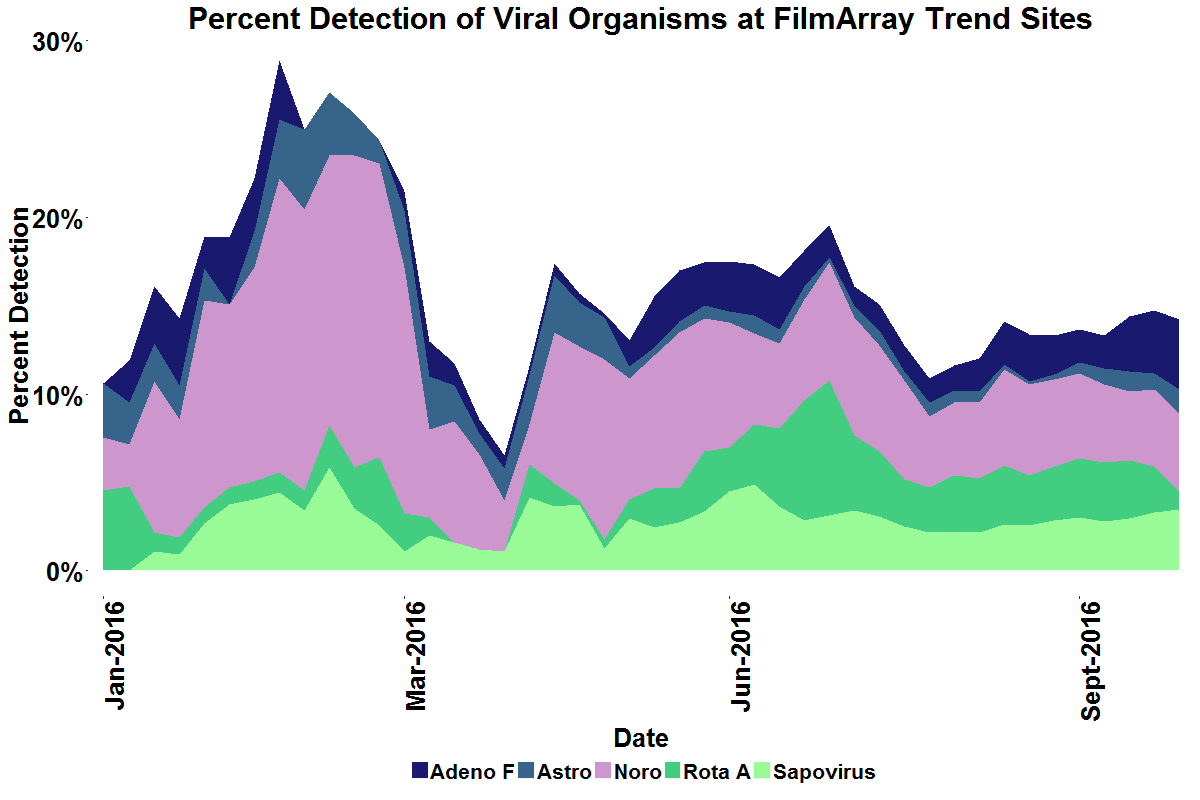 Percent Detection of Viral Organisms at FilmArray Trend Sites
Percent Detection
30%
20%
10%
0%
Jan-2016
Mar-2016
Jun-2016
Sept-2016
Date
Adeno F Astro Noro Rota A Sapovirus